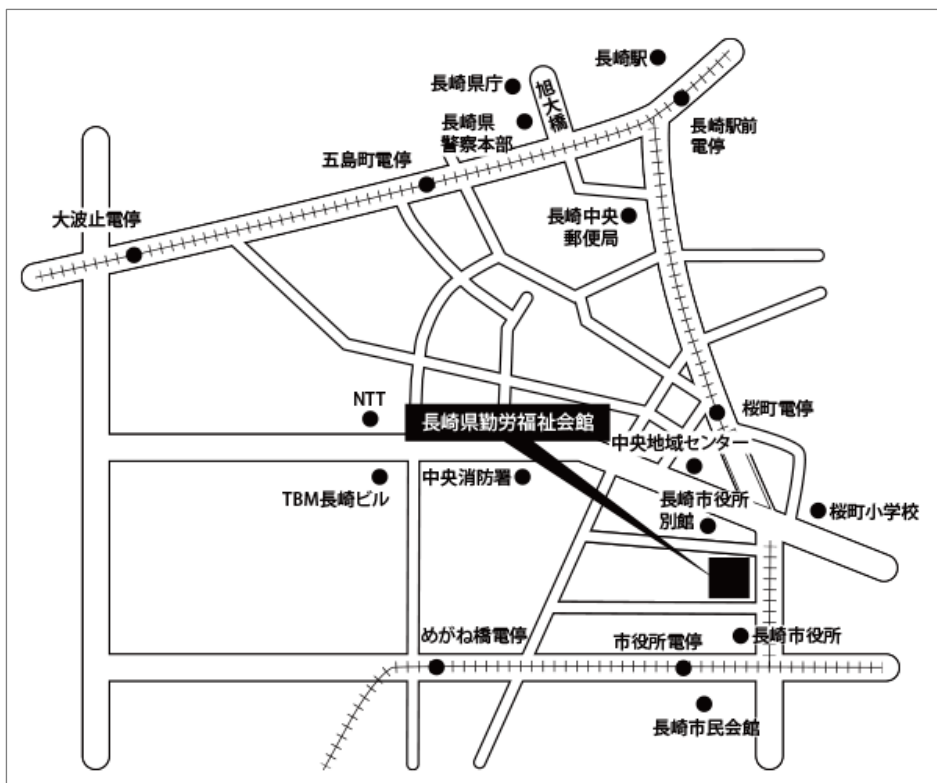 長崎駅
長崎県庁
旭大橋
長崎県
警察本部
長崎駅前
電停
五島町電停
大波止電停
長崎中央
郵便局
NTT
長崎県勤労福祉会館
桜町電停
中央地域センター
TBM長崎ビル
中央消防署
長崎市役所
別館
桜町小学校
めがね橋電停
市役所電停
長崎市役所
長崎市民会館